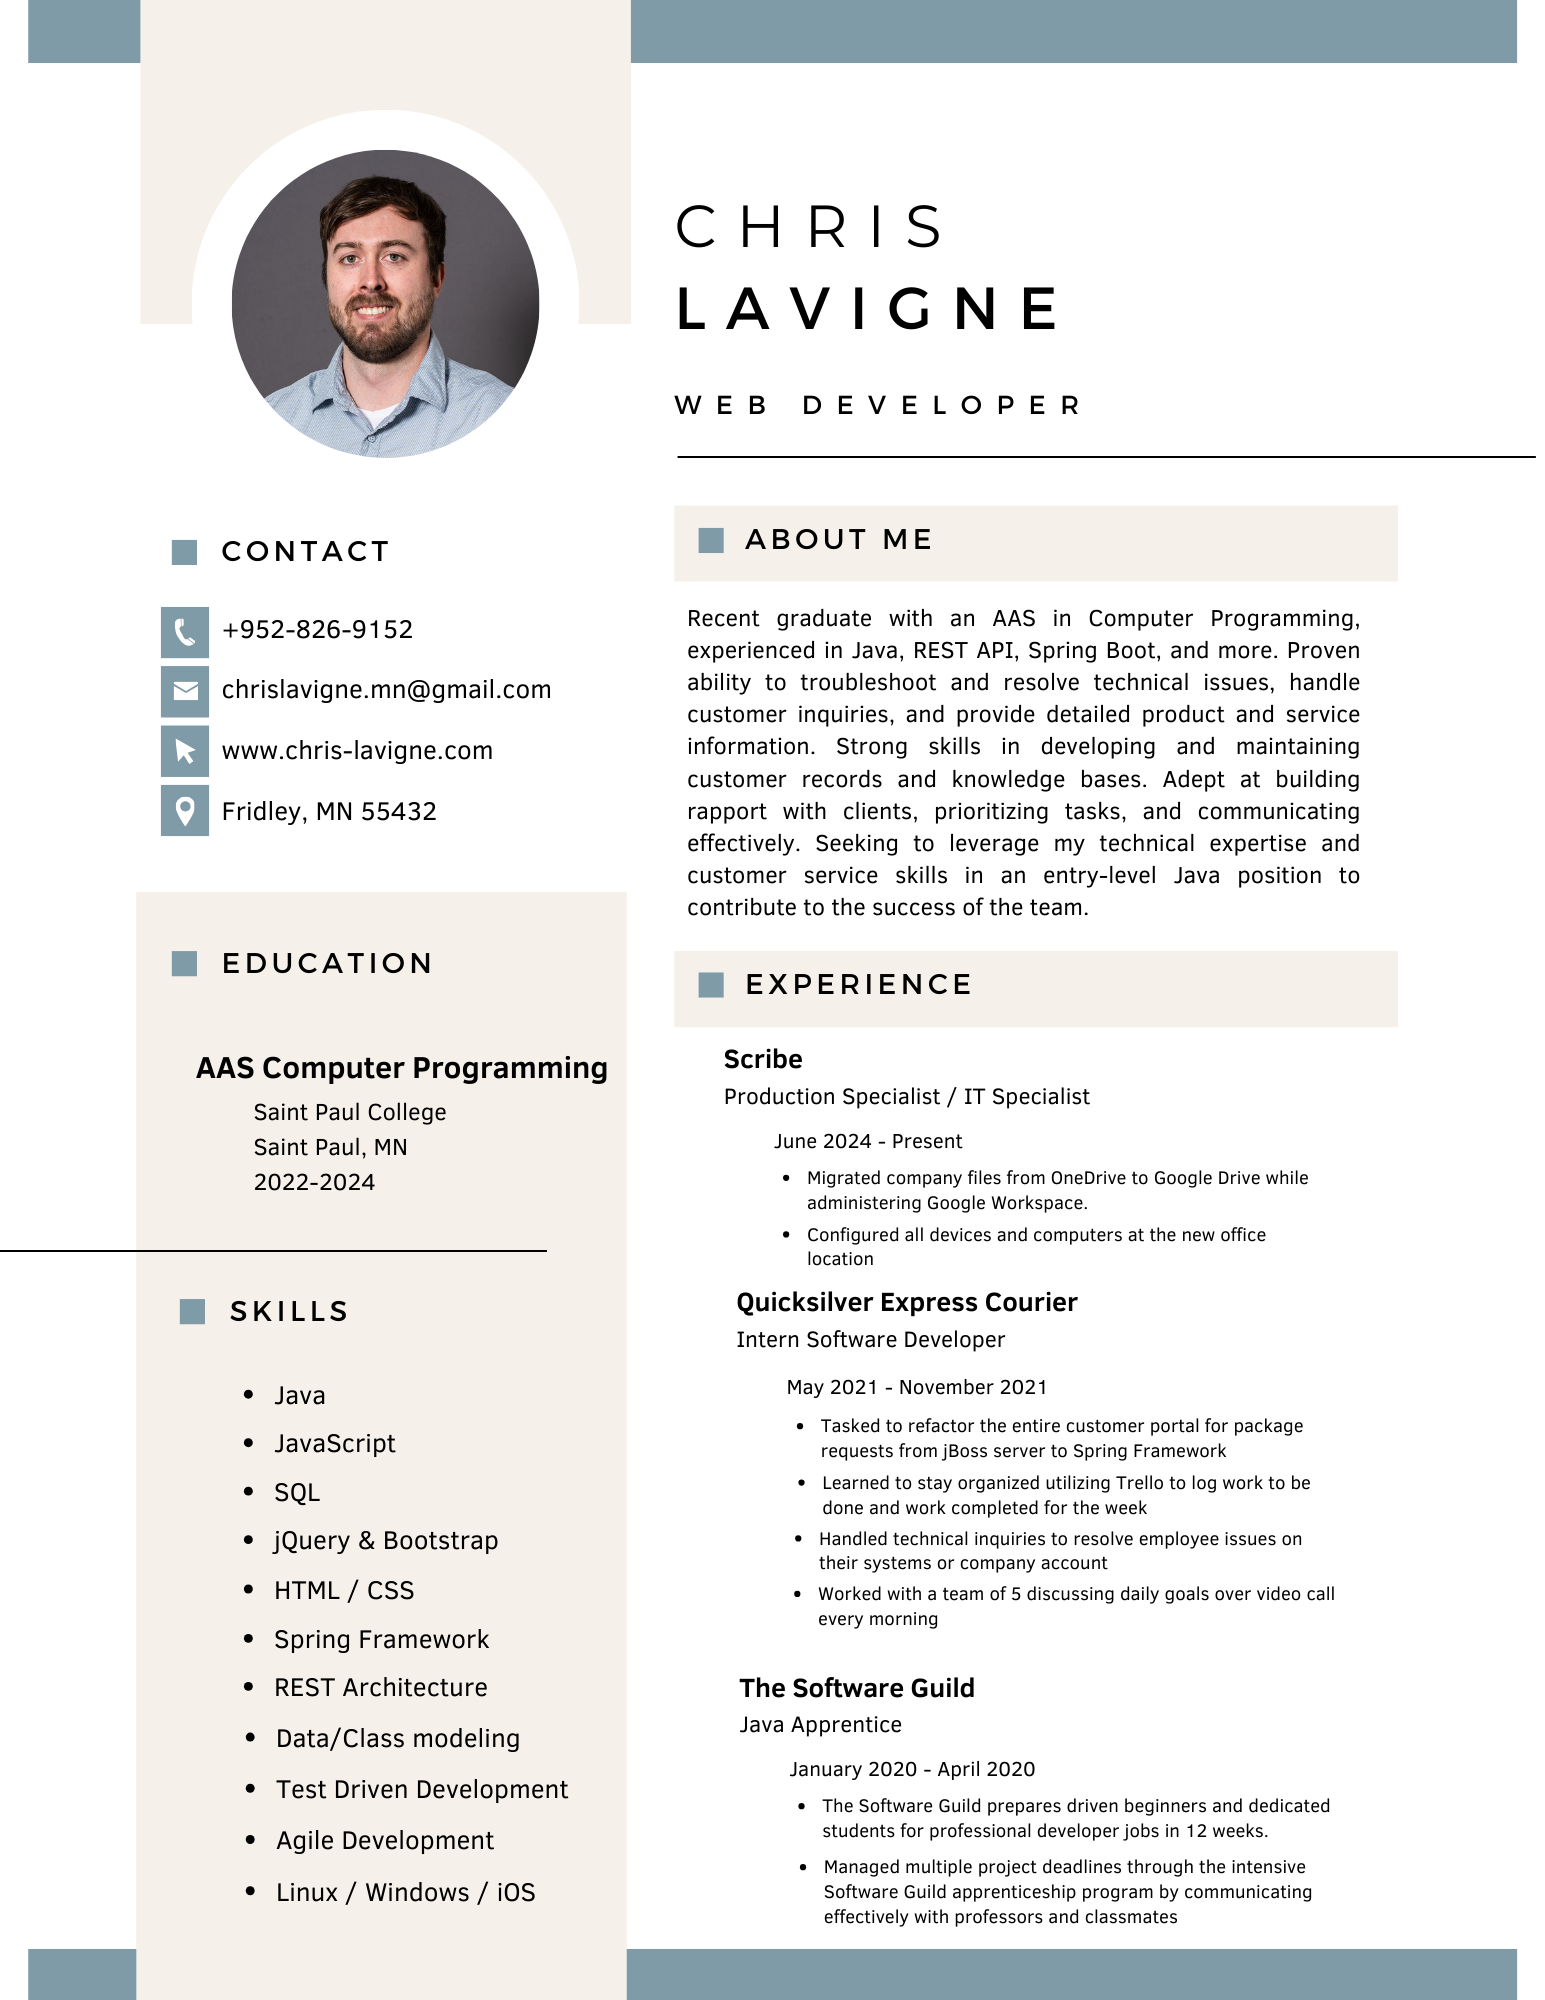 CHRIS
LAVIGNE
WEB DEVELOPER
CONTACT
+952-826-9152
chrislavigne.mn@gmail.com
www.chris-lavigne.com
Fridley, MN 55432
EDUCATION
AAS Computer Programming
Saint Paul College
Saint Paul, MN
2022-2024
SKILLS
• Java
• JavaScript
• SQL
• jQuery & Bootstrap
• HTML / CSS
• Spring Framework
• REST Architecture
• Data/Class modeling
• Test Driven Development
• Agile Development
• Linux / Windows / iOS
ABOUT ME
Recent graduate with an AAS in Computer Programming,
experienced in Java, REST API, Spring Boot, and more. Proven
ability to troubleshoot and resolve technical issues, handle
customer inquiries, and provide detailed product and service
information. Strong skills in developing and maintaining
customer records and knowledge bases. Adept at building
rapport with clients, prioritizing tasks, and communicating
effectively. Seeking to leverage my technical expertise and
customer service skills in an entry-level Java position to
contribute to the success of the team.
EXPERIENCE
Scribe
Production Specialist / IT Specialist
June 2024 - Present
• Migrated company files from OneDrive to Google Drive while
administering Google Workspace.
• Configured all devices and computers at the new office
location
Quicksilver Express Courier
Intern Software Developer
May 2021 - November 2021
• Tasked to refactor the entire customer portal for package
requests from jBoss server to Spring Framework
• Learned to stay organized utilizing Trello to log work to be
done and work completed for the week
• Handled technical inquiries to resolve employee issues on
their systems or company account
• Worked with a team of 5 discussing daily goals over video call
every morning
The Software Guild
Java Apprentice
January 2020 - April 2020
• The Software Guild prepares driven beginners and dedicated
students for professional developer jobs in 12 weeks.
• Managed multiple project deadlines through the intensive
Software Guild apprenticeship program by communicating
effectively with professors and classmates